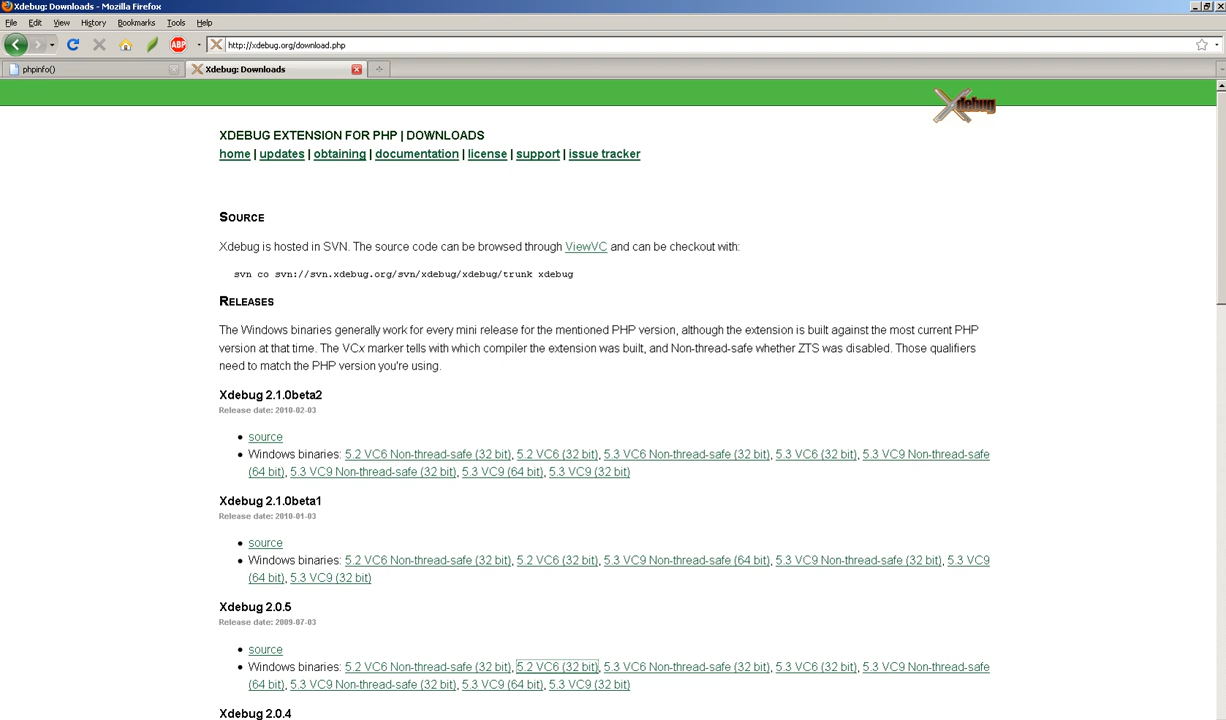 Xdebug: Downloads - Mozilla Firefox
File Edit View History Bookmarks Tools Help
ABP http://xdebug.org/download.php
phpinfo() Xdebug: Downloads
Xdebug
XDEBUG EXTENSION FOR PHP | DOWNLOADS
home | updates | obtaining | documentation | license | support | issue tracker
SOURCE
Xdebug is hosted in SVN. The source code can be browsed through ViewVC and can be checkout with:
svn co svn://svn.xdebug.org/svn/xdebug/xdebug/trunk xdebug
RELEASES
The Windows binaries generally work for every mini release for the mentioned PHP version, although the extension is built against the most current PHP
version at that time. The VCx marker tells with which compiler the extension was built, and Non-thread-safe whether ZTS was disabled. Those qualifiers
need to match the PHP version you're using.
Xdebug 2.1.0beta2
Release date: 2010-02-03
source
Windows binaries: 5.2 VC6 Non-thread-safe (32 bit), 5.2 VC6 (32 bit), 5.3 VC6 Non-thread-safe (32 bit), 5.3 VC6 (32 bit), 5.3 VC9 Non-thread-safe
(64 bit), 5.3 VC9 Non-thread-safe (32 bit), 5.3 VC9 (64 bit), 5.3 VC9 (32 bit)
Xdebug 2.1.0beta1
Release date: 2010-01-03
source
Windows binaries: 5.2 VC6 Non-thread-safe (32 bit), 5.2 VC6 (32 bit), 5.3 VC9 Non-thread-safe (64 bit), 5.3 VC9 Non-thread-safe (32 bit), 5.3 VC9
(64 bit), 5.3 VC9 (32 bit)
Xdebug 2.0.5
Release date: 2009-07-03
source
Windows binaries: 5.2 VC6 Non-thread-safe (32 bit), 5.2 VC6 (32 bit), 5.3 VC6 Non-thread-safe (32 bit), 5.3 VC6 (32 bit), 5.3 VC9 Non-thread-safe
(64 bit), 5.3 VC9 Non-thread-safe (32 bit), 5.3 VC9 (64 bit), 5.3 VC9 (32 bit)
Xdebug 2.0.4